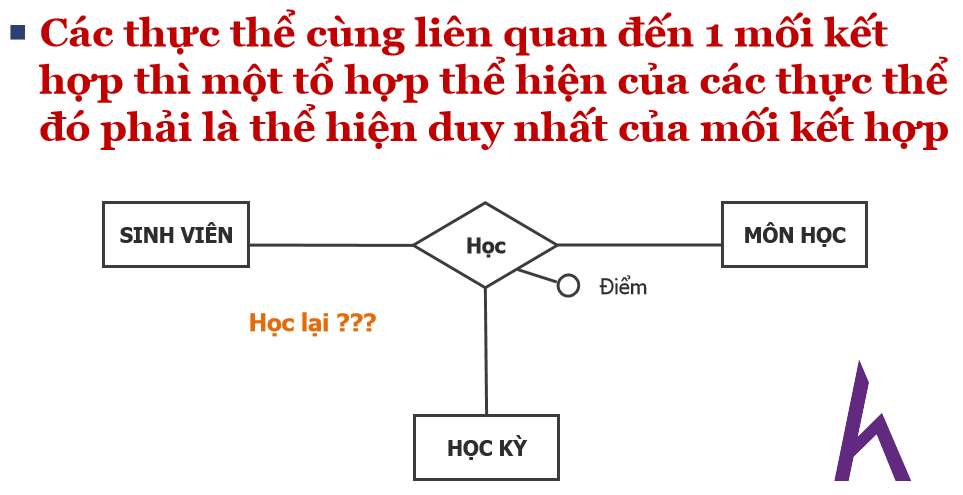 Các thực thể cùng liên quan đến 1 mối kết
hợp thì một tổ hợp thể hiện của các thực thể
đó phải là thể hiện duy nhất của mối kết hợp
SINH VIÊN
Học
MÔN HỌC
Điểm
Học lại ???
HỌC KỲ